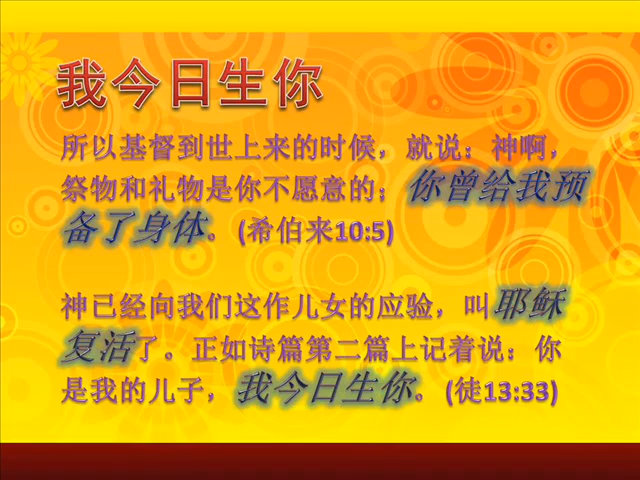 我今日生你
所以基督到世上来的时候，就说：神啊，
祭物和礼物是你不愿意的；你曾给我预
备了身体。(希伯来10:5)
神已经向我们这作儿女的应验，叫耶稣
复活了。正如诗篇第二篇上记着说：你
是我的儿子，我今日生你。(徒13:33)